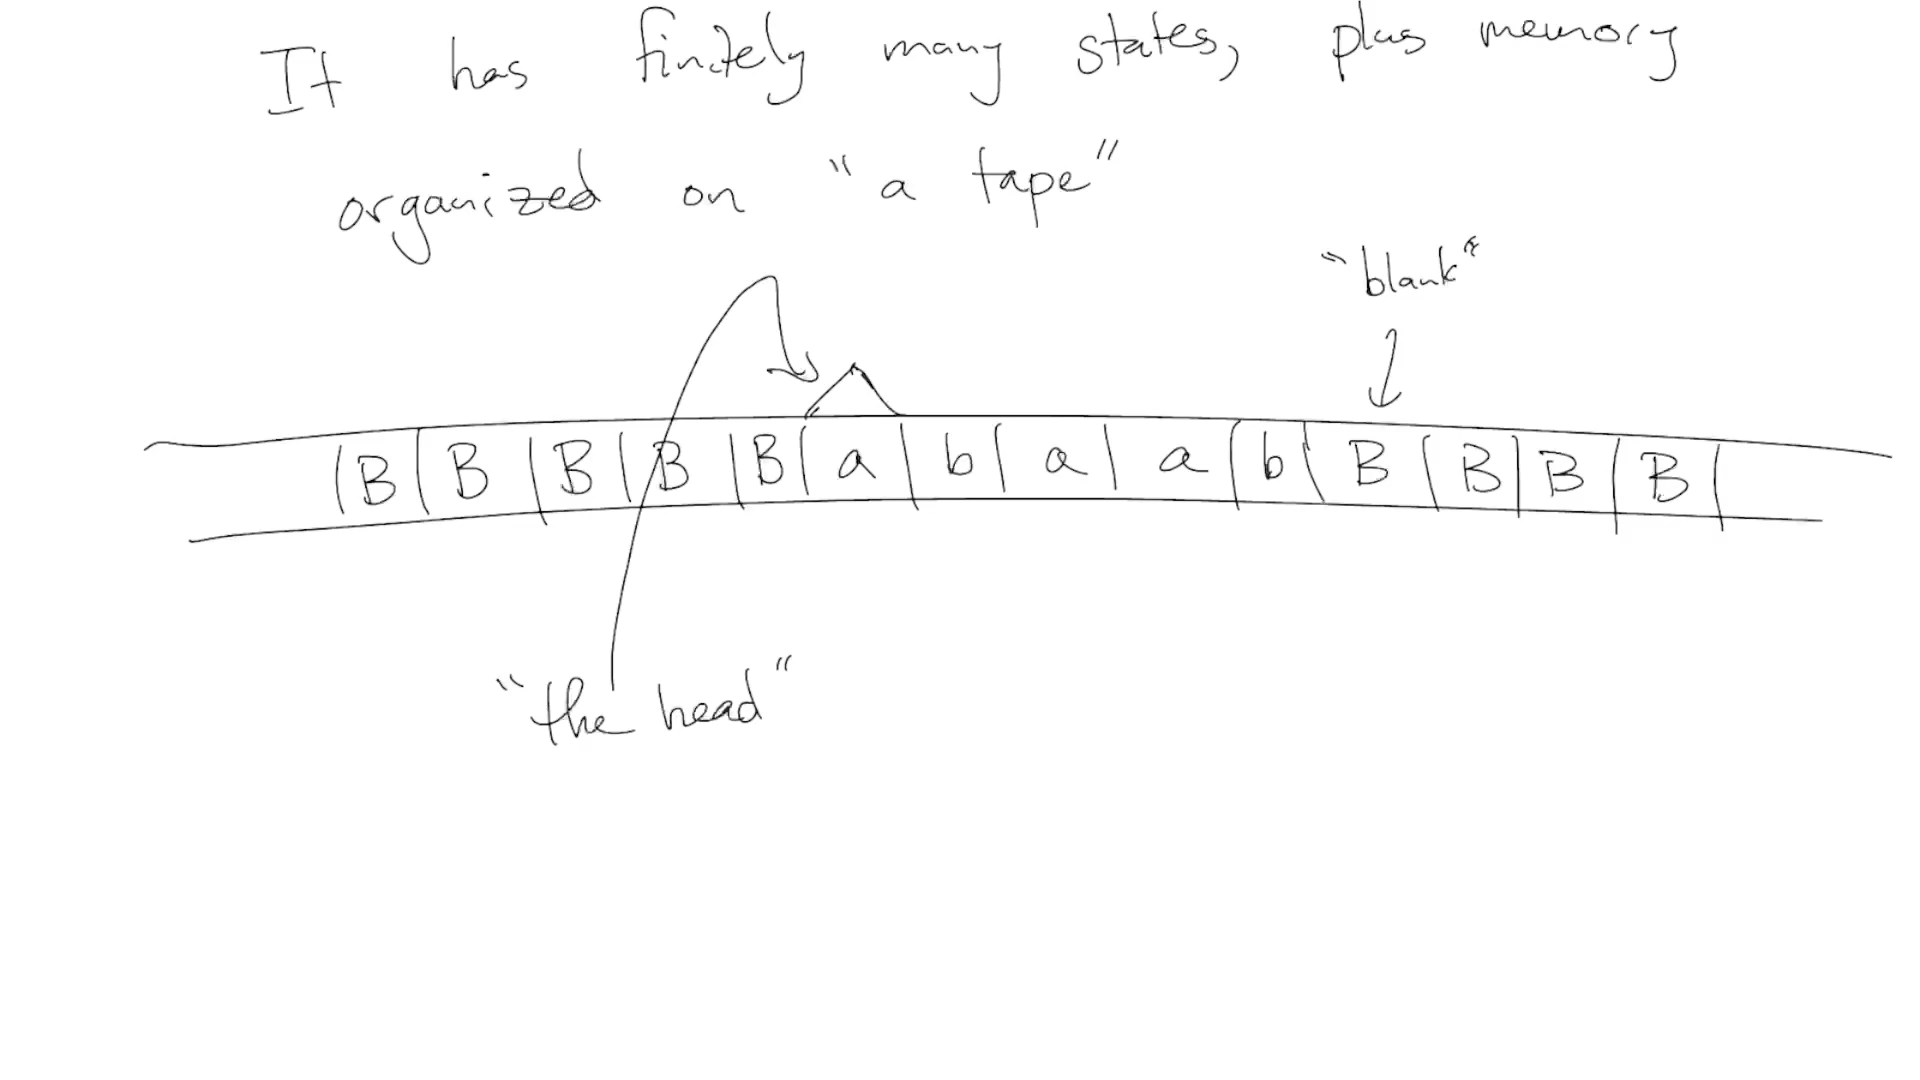 It has finitely many states, plus memory
organized on "a tape"
"blank"
B B B B B a b a a b B B B B
"the head"